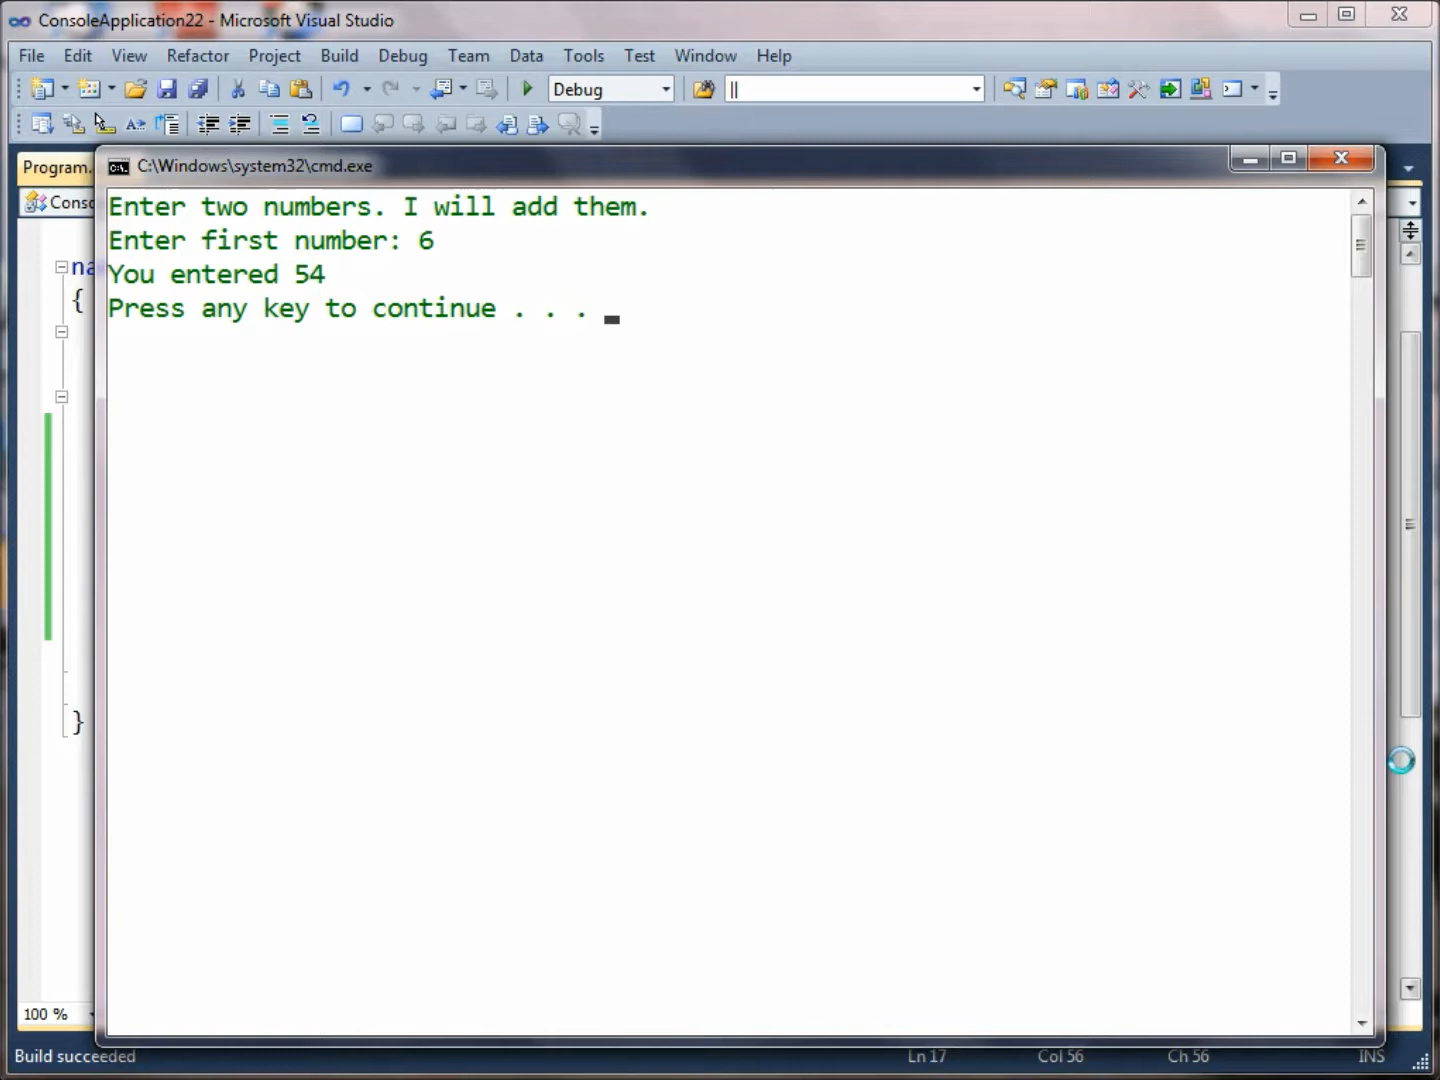 ConsoleApplication22 - Microsoft Visual Studio
File Edit View Refactor Project Build Debug Team Data Tools Test Window Help
Debug ||
Program. C:\Windows\system32\cmd.exe
Conso
Enter two numbers. I will add them.
Enter first number: 6
You entered 54
Press any key to continue . . .
na
{
}
100 %
Build succeeded Ln 17 Col 56 Ch 56 INS